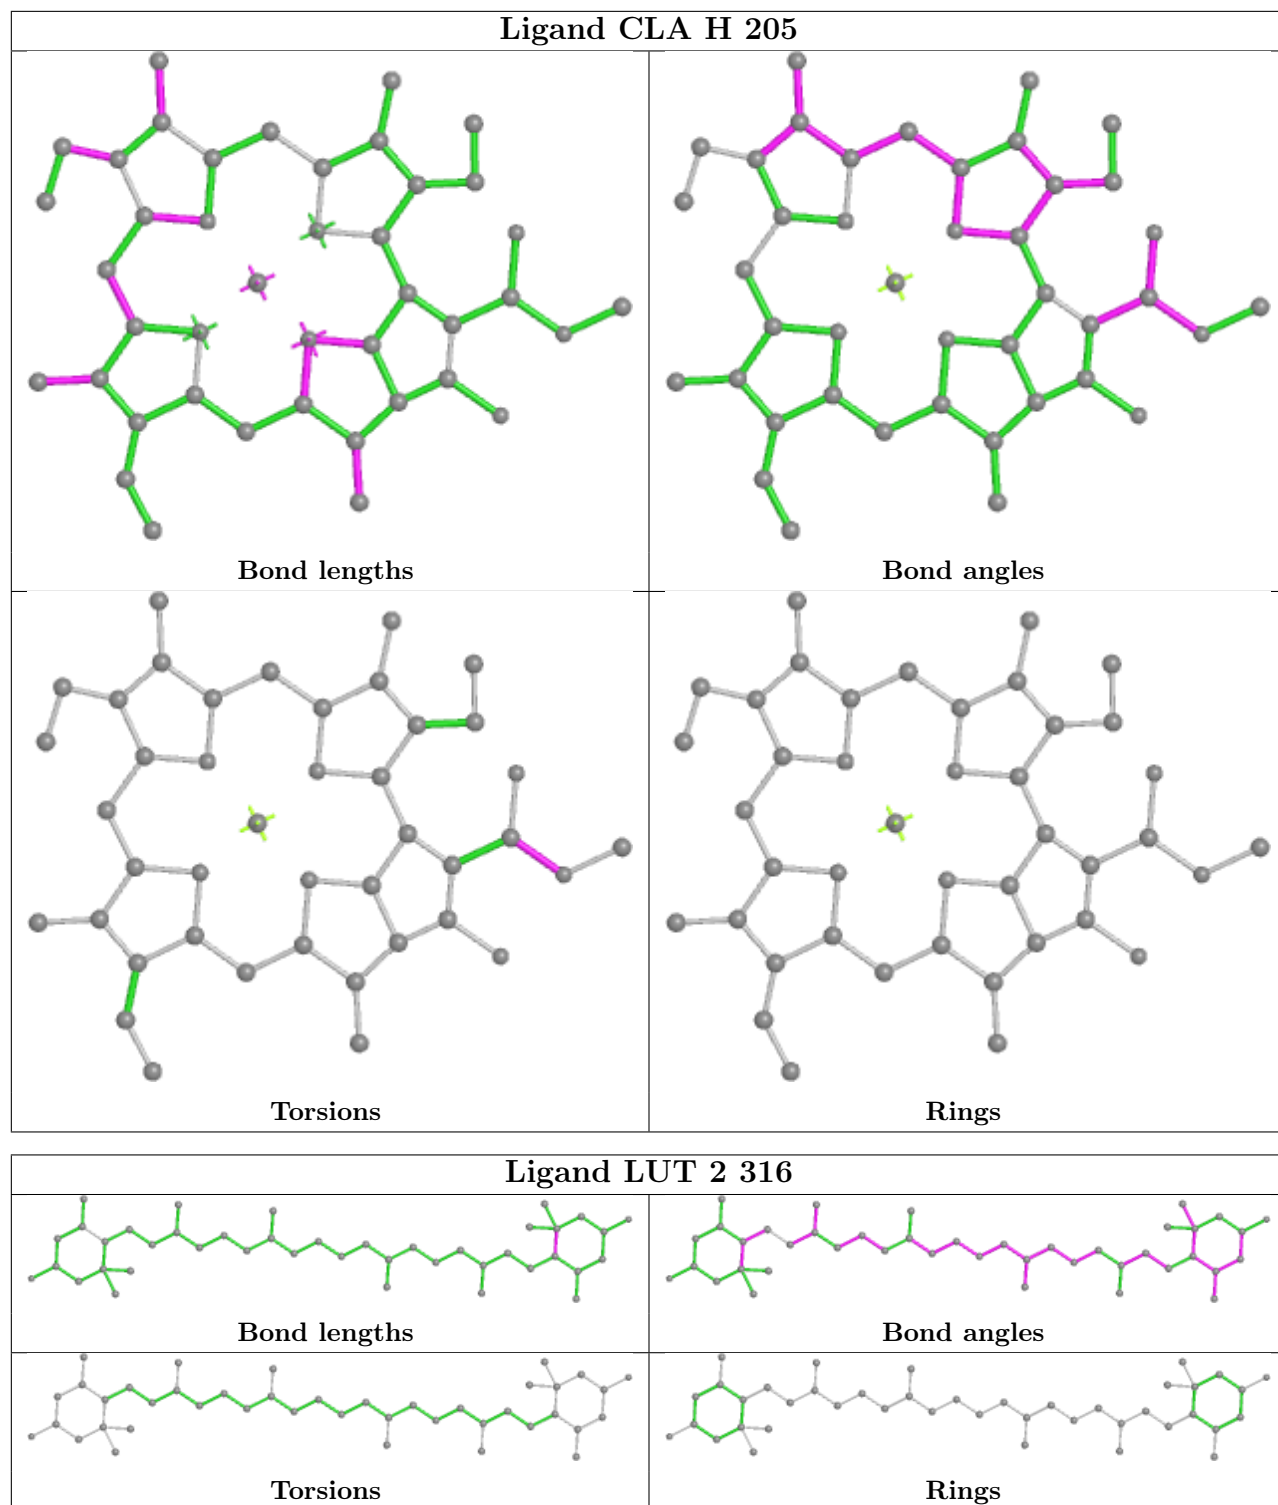 Ligand CLA H 205
Bond lengths
Bond angles
Torsions
Rings
Ligand LUT 2 316
Bond lengths
Bond angles
Torsions
Rings